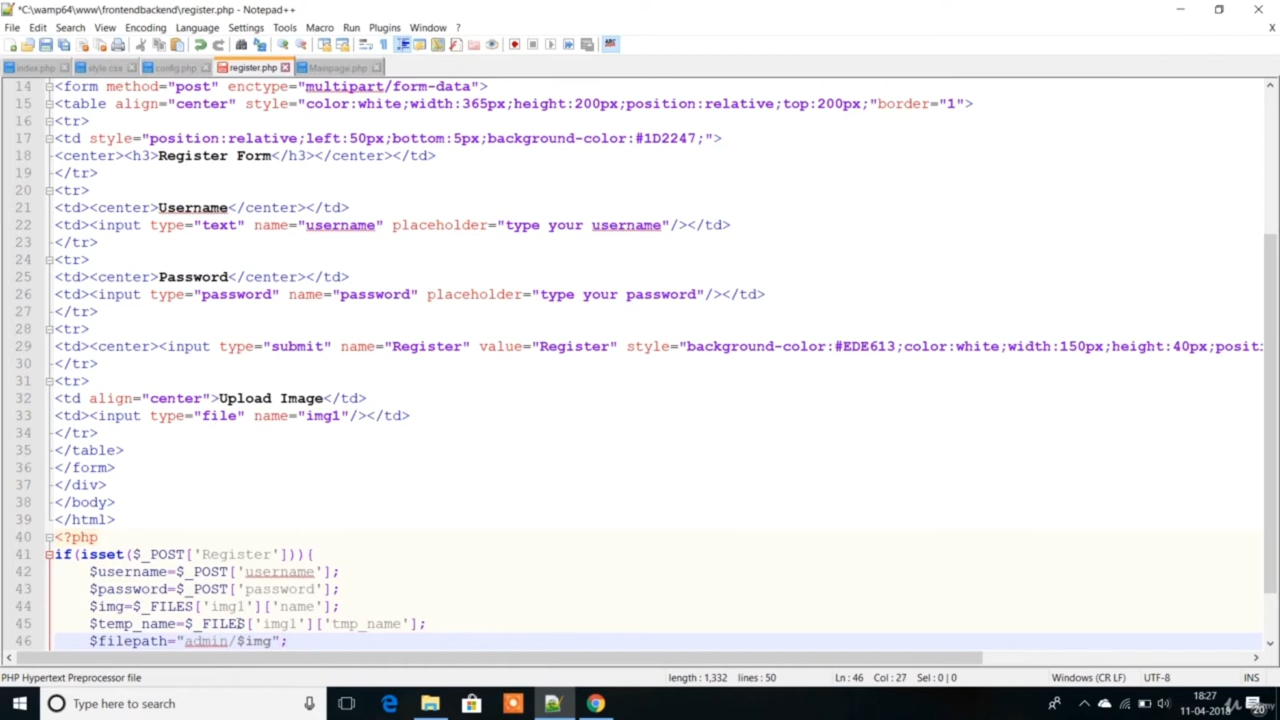 *C:\wamp64\www\frontendbackend\register.php - Notepad++
File Edit Search View Encoding Language Settings Tools Macro Run Plugins Window ? X
index.php style.css config.php register.php Mainpage.php
14 <form method="post" enctype="multipart/form-data">
15 <table align="center" style="color:white;width:365px;height:200px;position:relative;top:200px;"border="1">
16 <tr>
17 <td style="position:relative;left:50px;bottom:5px;background-color:#1D2247;">
18 <center><h3>Register Form</h3></center></td>
19 </tr>
20 <tr>
21 <td><center>Username</center></td>
22 <td><input type="text" name="username" placeholder="type your username"/></td>
23 </tr>
24 <tr>
25 <td><center>Password</center></td>
26 <td><input type="password" name="password" placeholder="type your password"/></td>
27 </tr>
28 <tr>
29 <td><center><input type="submit" name="Register" value="Register" style="background-color:#EDE613;color:white;width:150px;height:40px;positi
30 </tr>
31 <tr>
32 <td align="center">Upload Image</td>
33 <td><input type="file" name="img1"/></td>
34 </tr>
35 </table>
36 </form>
37 </div>
38 </body>
39 </html>
40 <?php
41 if(isset($_POST['Register'])){
42 $username=$_POST['username'];
43 $password=$_POST['password'];
44 $img=$_FILES['img1']['name'];
45 $temp_name=$_FILES['img1']['tmp_name'];
46 $filepath="admin/$img";
PHP Hypertext Preprocessor file length : 1,332 lines : 50 Ln : 46 Col : 27 Sel : 0 | 0 Windows (CR LF) UTF-8 INS
Type here to search
18:27
11-04-2018
20